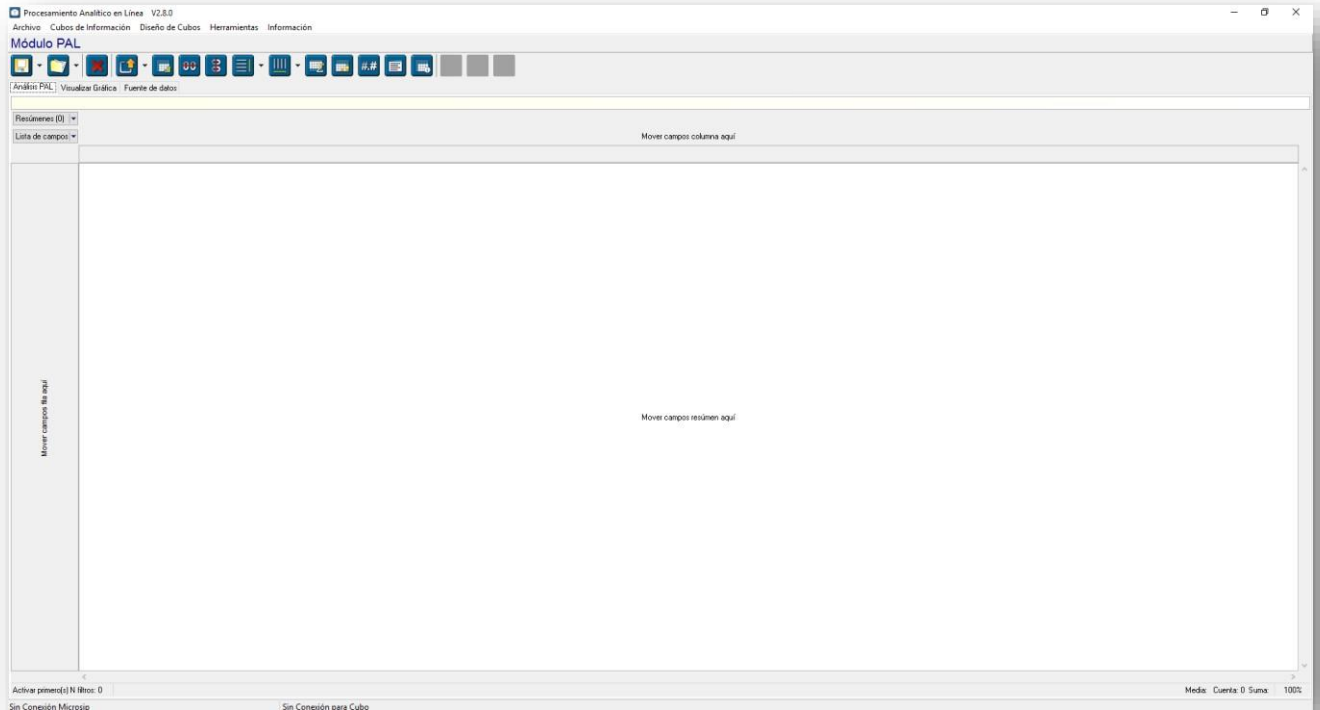 Procesamiento Analítico en Línea V2.8.0
Archivo Cubos de Información Diseño de Cubos Herramientas Información
Módulo PAL
#.#
Análisis PAL Visualizar Gráfica Fuente de datos
Resúmenes (0)
Lista de campos
Mover campos columna aquí
Mover campos fila aquí
Mover campos resúmen aquí
Activar primero(s) N filtros: 0
Media: Cuenta: 0 Suma: 100%
Sin Conexión Microsip Sin Conexión para Cubo